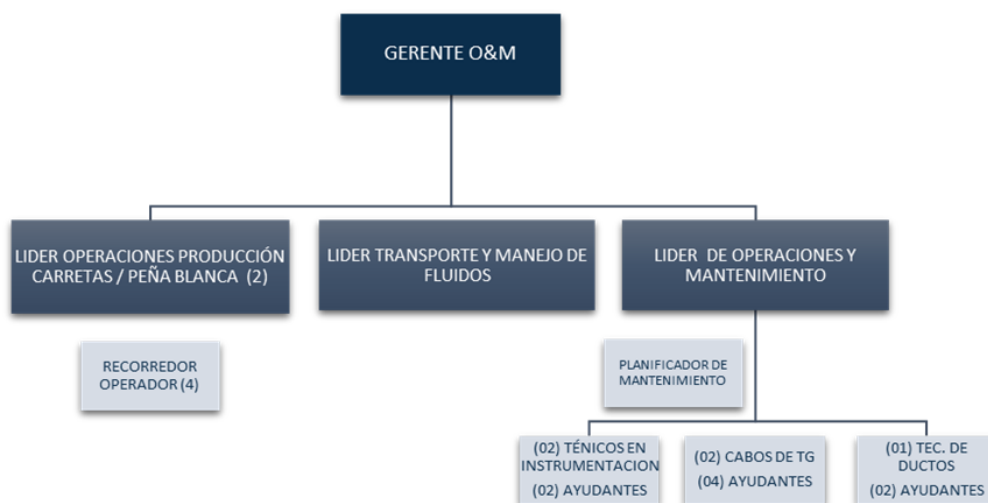 GERENTE O&M
LIDER OPERACIONES PRODUCCIÓN
CARRETAS / PEÑA BLANCA (2)
LIDER TRANSPORTE Y MANEJO DE
FLUIDOS
LIDER DE OPERACIONES Y
MANTENIMIENTO
RECORREDOR
OPERADOR (4)
PLANIFICADOR DE
MANTENIMIENTO
(02) TÉNICOS EN
INSTRUMENTACION
(02) AYUDANTES
(02) CABOS DE TG
(04) AYUDANTES
(01) TEC. DE
DUCTOS
(02) AYUDANTES